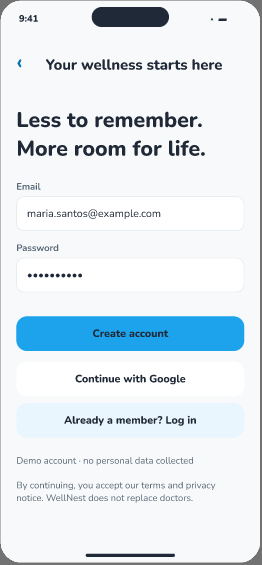 9:41
Your wellness starts here
Less to remember.
More room for life.
Email
maria.santos@example.com
Password
••••••••••
Create account
Continue with Google
Already a member? Log in
Demo account · no personal data collected
By continuing, you accept our terms and privacy
notice. WellNest does not replace doctors.